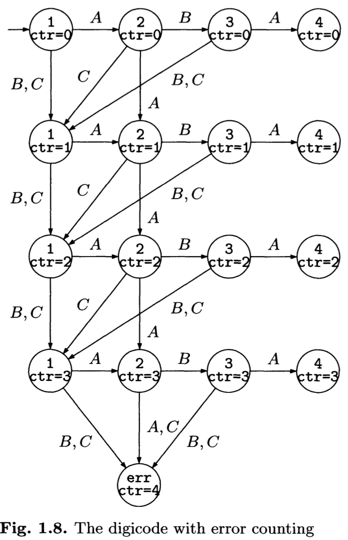 A B A
1 2 3 4
ctr=0 ctr=0 ctr=0 ctr=0
B, C C B, C
A
A B A
1 2 3 4
ctr=1 ctr=1 ctr=1 ctr=1
B, C C B, C
A
A B A
1 2 3 4
ctr=2 ctr=2 ctr=2 ctr=2
B, C C B, C
A
A B A
1 2 3 4
ctr=3 ctr=3 ctr=3 ctr=3
B, C A, C B, C
err
ctr=4
Fig. 1.8. The digicode with error counting